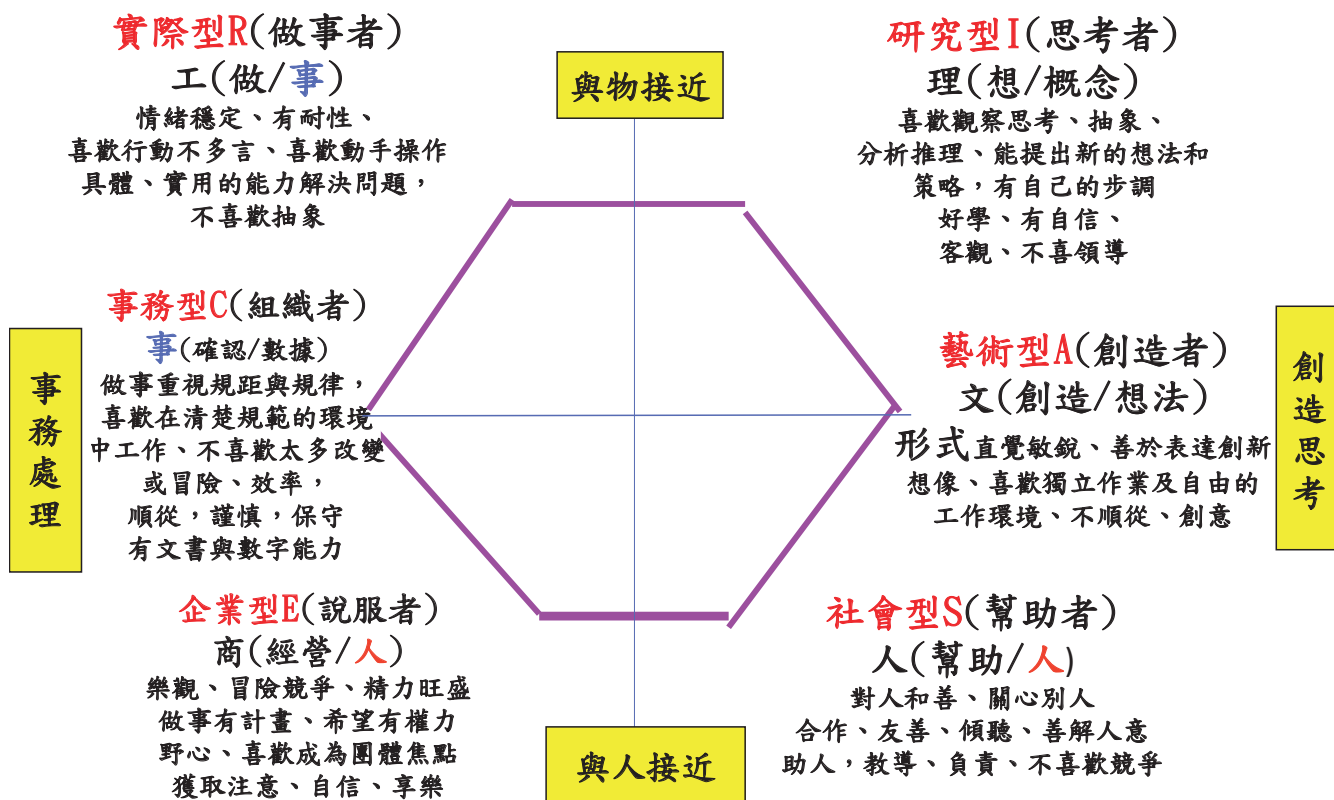 實際型R(做事者)
工(做/事)
情緒穩定、有耐性、
喜歡行動不多言、喜歡動手操作
具體、實用的能力解決問題，
不喜歡抽象
與物接近
研究型I(思考者)
理(想/概念)
喜歡觀察思考、抽象、
分析推理、能提出新的想法和
策略，有自己的步調
好學、有自信、
客觀、不喜領導
事務處理
事務型C(組織者)
事(確認/數據)
做事重視規距與規律，
喜歡在清楚規範的環境
中工作、不喜歡太多改變
或冒險、效率，
順從，謹慎，保守
有文書與數字能力
藝術型A(創造者)
文(創造/想法)
形式直覺敏銳、善於表達創新
想像、喜歡獨立作業及自由的
工作環境、不順從、創意
創造思考
企業型E(說服者)
商(經營/人)
樂觀、冒險競爭、精力旺盛
做事有計畫、希望有權力
野心、喜歡成為團體焦點
獲取注意、自信、享樂
與人接近
社會型S(幫助者)
人(幫助/人)
對人和善、關心別人
合作、友善、傾聽、善解人意
助人，教導、負責、不喜歡競爭